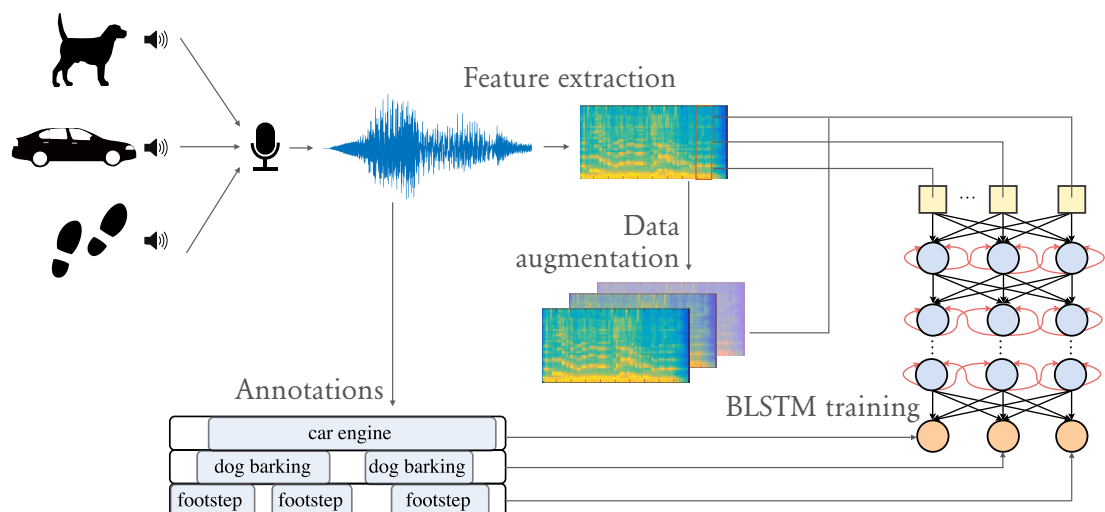 Feature extraction
...
Data
augmentation
Annotations
BLSTM training
car engine
dog barking dog barking
footstep footstep footstep